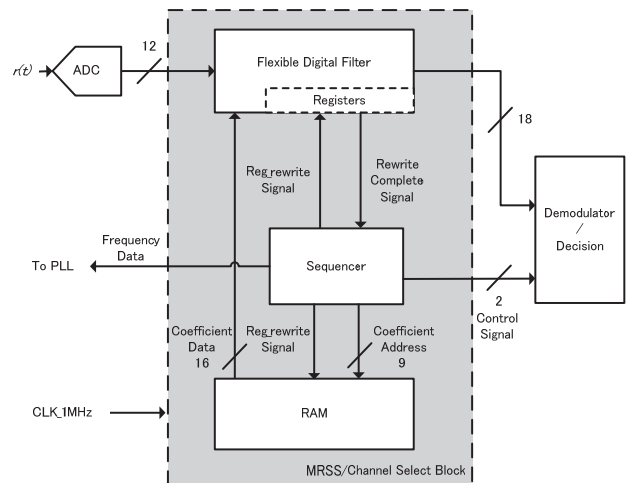 12
r(t)
ADC
Flexible Digital Filter
Registers
18
Reg_rewrite
Signal
Rewrite
Complete
Signal
Demodulator
/
Decision
Frequency
Data
To PLL
Sequencer
2
Control
Signal
Coefficient
Data
16
Reg_rewrite
Signal
Coefficient
Address
9
CLK_1MHz
RAM
MRSS/Channel Select Block